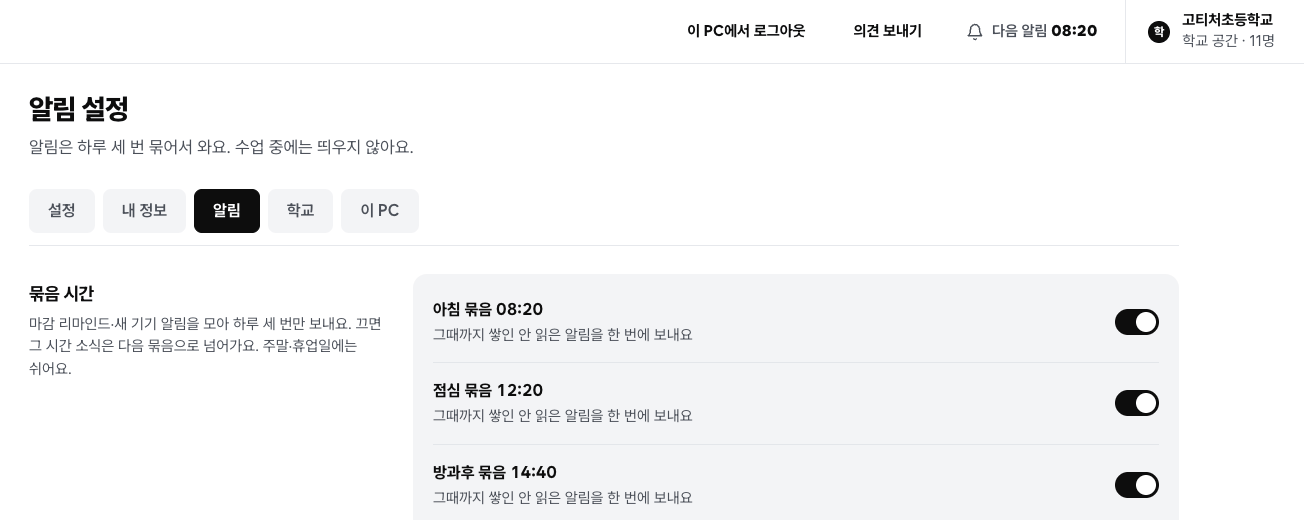 이 PC에서 로그아웃
의견 보내기
다음 알림 08:20
학
고티처초등학교
학교 공간 · 11명
알림 설정
알림은 하루 세 번 묶어서 와요. 수업 중에는 띄우지 않아요.
설정
내 정보
알림
학교
이 PC
묶음 시간
마감 리마인드·새 기기 알림을 모아 하루 세 번만 보내요. 끄면
그 시간 소식은 다음 묶음으로 넘어가요. 주말·휴업일에는
쉬어요.
아침 묶음 08:20
그때까지 쌓인 안 읽은 알림을 한 번에 보내요
점심 묶음 12:20
그때까지 쌓인 안 읽은 알림을 한 번에 보내요
방과후 묶음 14:40
그때까지 쌓인 안 읽은 알림을 한 번에 보내요